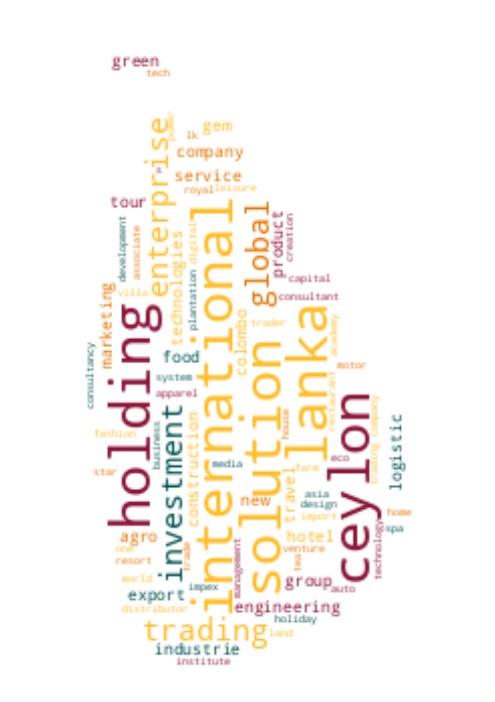 green
tech
power
gem
lk
enterprise
company
service
royal
leisure
tour
international
global
product
creation
development
associate
technologies
digital
plantation
capital
consultant
villa
marketing
holding
colombo
trader
lanka
academy
solution
food
system
apparel
motor
restaurant
consultancy
ceylon
trading company
logistic
fashion
business
investment
construction
house
media
eco
star
farm
travel
new
asia
design
import
home
spa
technology
agro
one
resort
trade
hotel
venture
tea
management
world
impex
group
auto
export
distributor
engineering
holiday
trading
land
industrie
institute